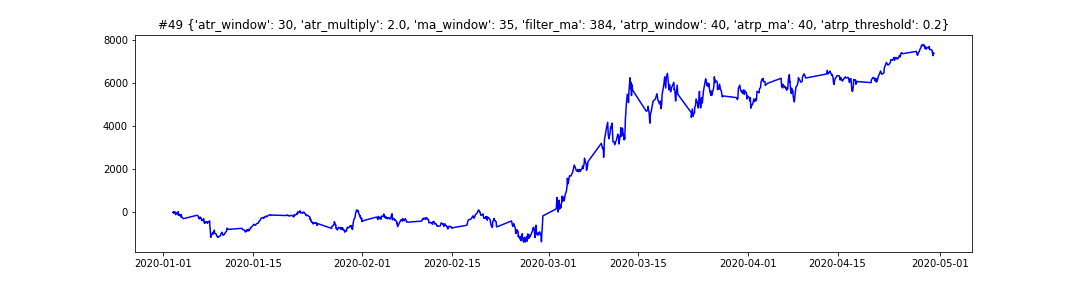 #49 {'atr_window': 30, 'atr_multiply': 2.0, 'ma_window': 35, 'filter_ma': 384, 'atrp_window': 40, 'atrp_ma': 40, 'atrp_threshold': 0.2}
8000
6000
4000
2000
0
2020-01-01 2020-01-15 2020-02-01 2020-02-15 2020-03-01 2020-03-15 2020-04-01 2020-04-15 2020-05-01